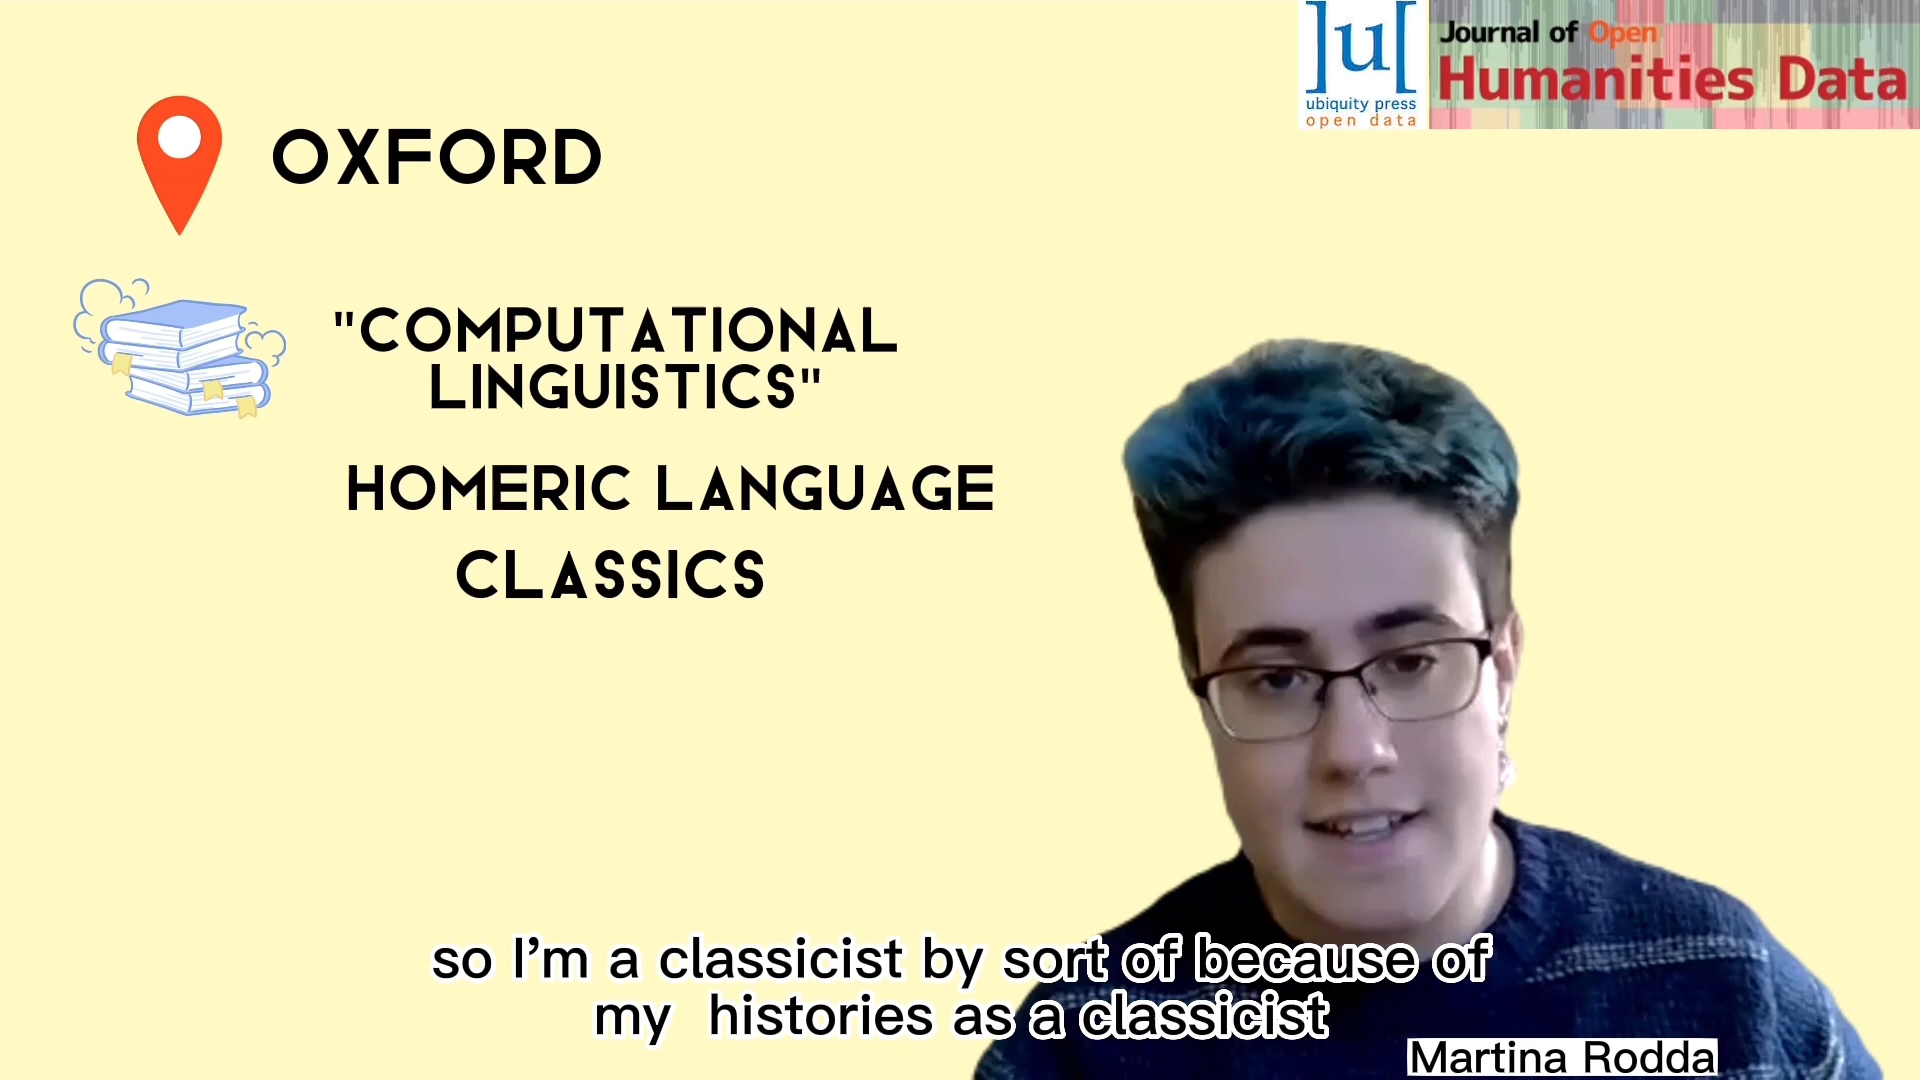 ]u[
ubiquity press
open data
Journal of Open
Humanities Data
OXFORD
"COMPUTATIONAL
LINGUISTICS"
HOMERIC LANGUAGE
CLASSICS
so I’m a classicist by sort of because of
my histories as a classicist
Martina Rodda